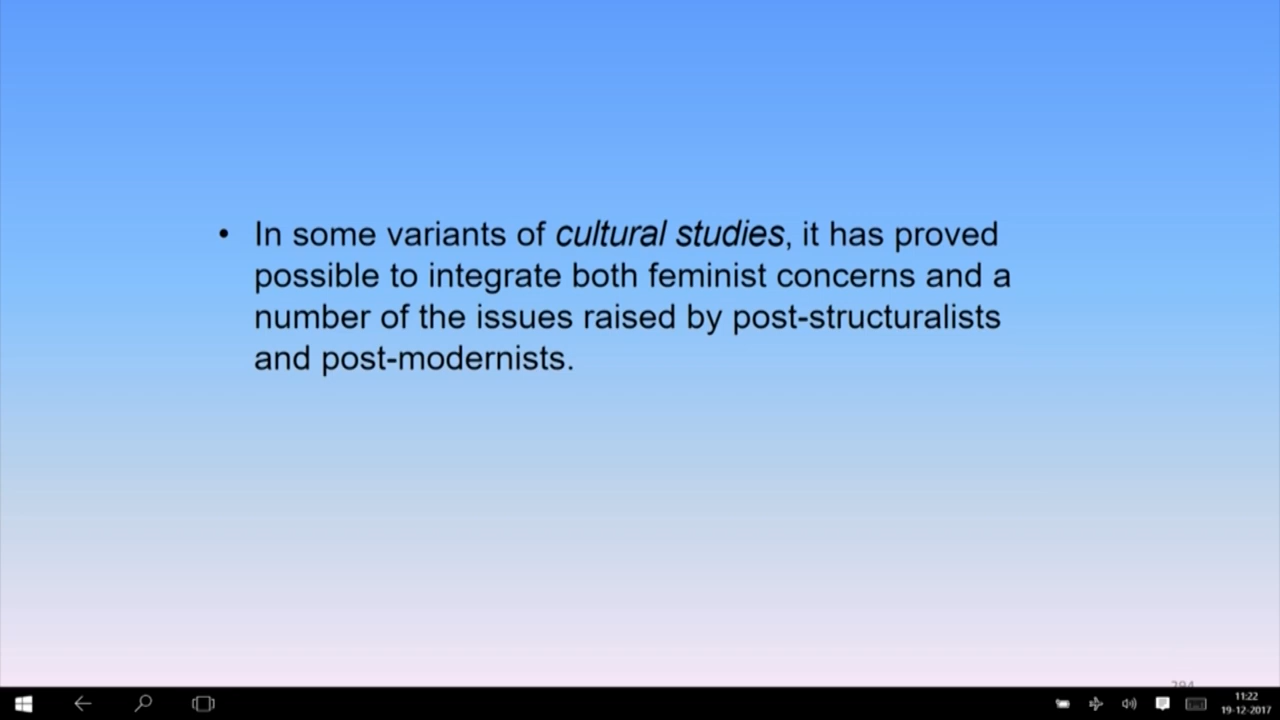 • In some variants of cultural studies, it has proved
possible to integrate both feminist concerns and a
number of the issues raised by post-structuralists
and post-modernists.
294
11:22
19-12-2017